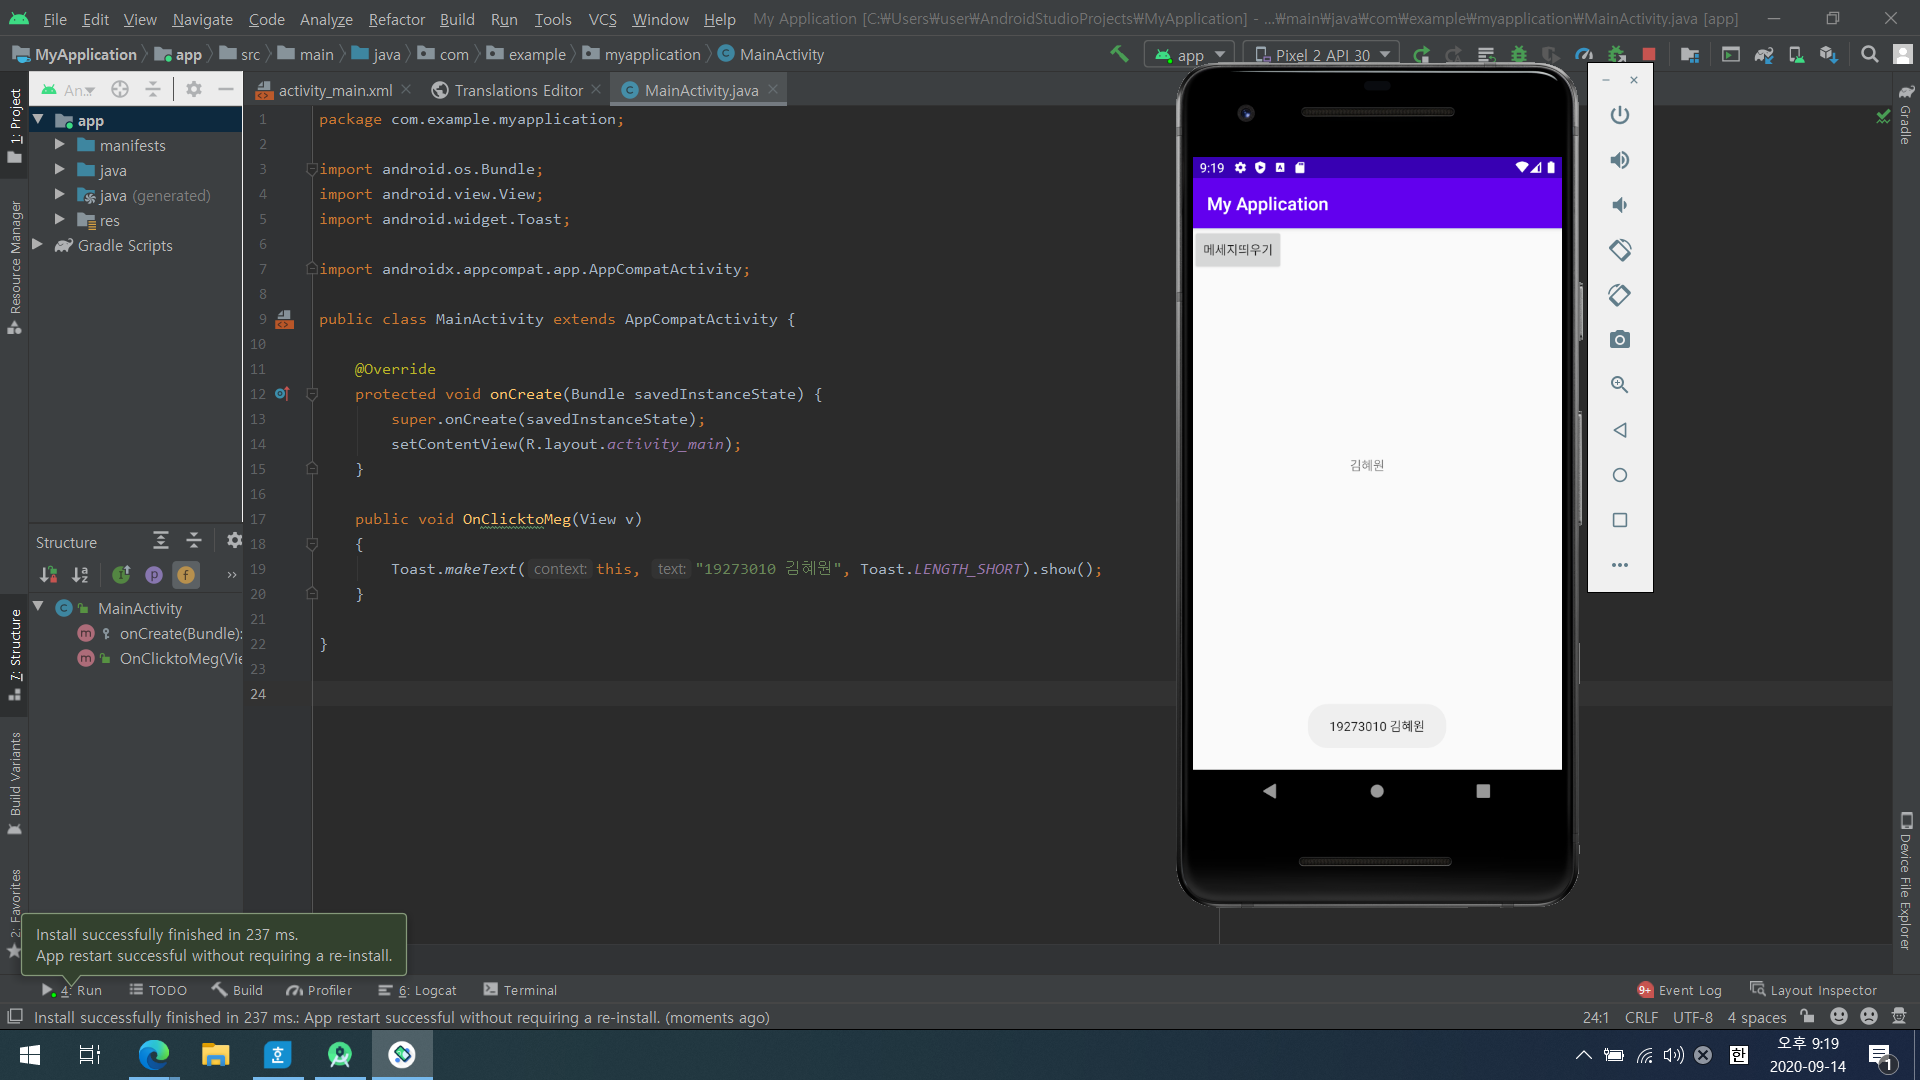 File Edit View Navigate Code Analyze Refactor Build Run Tools VCS Window Help My Application [C:₩Users₩user₩AndroidStudioProjects₩MyApplication] - ...₩main₩java₩com₩example₩myapplication₩MainActivity.java [app]
MyApplication app src main java com example myapplication MainActivity app Pixel 2 API 30
An... activity_main.xml Translations Editor MainActivity.java
1: Project
Resource Manager
7: Structure
Build Variants
2: Favorites
app
manifests
java
java (generated)
res
Gradle Scripts
Structure
MainActivity
onCreate(Bundle):
OnClicktoMeg(Vie
1 package com.example.myapplication;
2
3 import android.os.Bundle;
4 import android.view.View;
5 import android.widget.Toast;
6
7 import androidx.appcompat.app.AppCompatActivity;
8
9 public class MainActivity extends AppCompatActivity {
10
11 @Override
12 protected void onCreate(Bundle savedInstanceState) {
13 super.onCreate(savedInstanceState);
14 setContentView(R.layout.activity_main);
15 }
16
17 public void OnClicktoMeg(View v)
18 {
19 Toast.makeText( context: this, text: "19273010 김혜원", Toast.LENGTH_SHORT).show();
20 }
21
22 }
23
24
9:19
My Application
메세지띄우기
김혜원
19273010 김혜원
Gradle
Device File Explorer
Install successfully finished in 237 ms.
App restart successful without requiring a re-install.
4: Run TODO Build Profiler 6: Logcat Terminal 9+ Event Log Layout Inspector
Install successfully finished in 237 ms.: App restart successful without requiring a re-install. (moments ago) 24:1 CRLF UTF-8 4 spaces
한 오후 9:19
2020-09-14 1